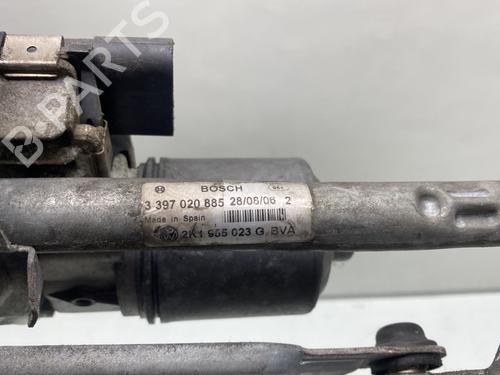 BOSCH
3 397 020 885 28/08/06 2
Made in Spain
2K1 955 023 G BVA
B-PARTS